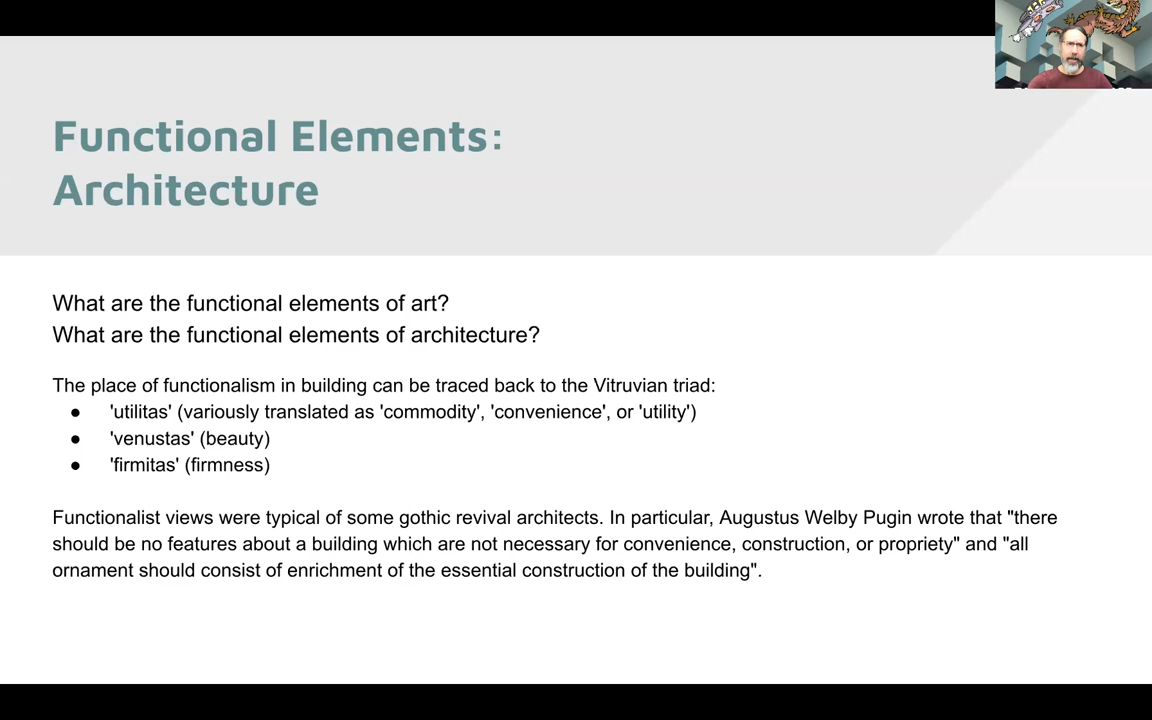 Functional Elements:
Architecture
What are the functional elements of art?
What are the functional elements of architecture?
The place of functionalism in building can be traced back to the Vitruvian triad:
● 'utilitas' (variously translated as 'commodity', 'convenience', or 'utility')
● 'venustas' (beauty)
● 'firmitas' (firmness)
Functionalist views were typical of some gothic revival architects. In particular, Augustus Welby Pugin wrote that "there
should be no features about a building which are not necessary for convenience, construction, or propriety" and "all
ornament should consist of enrichment of the essential construction of the building".